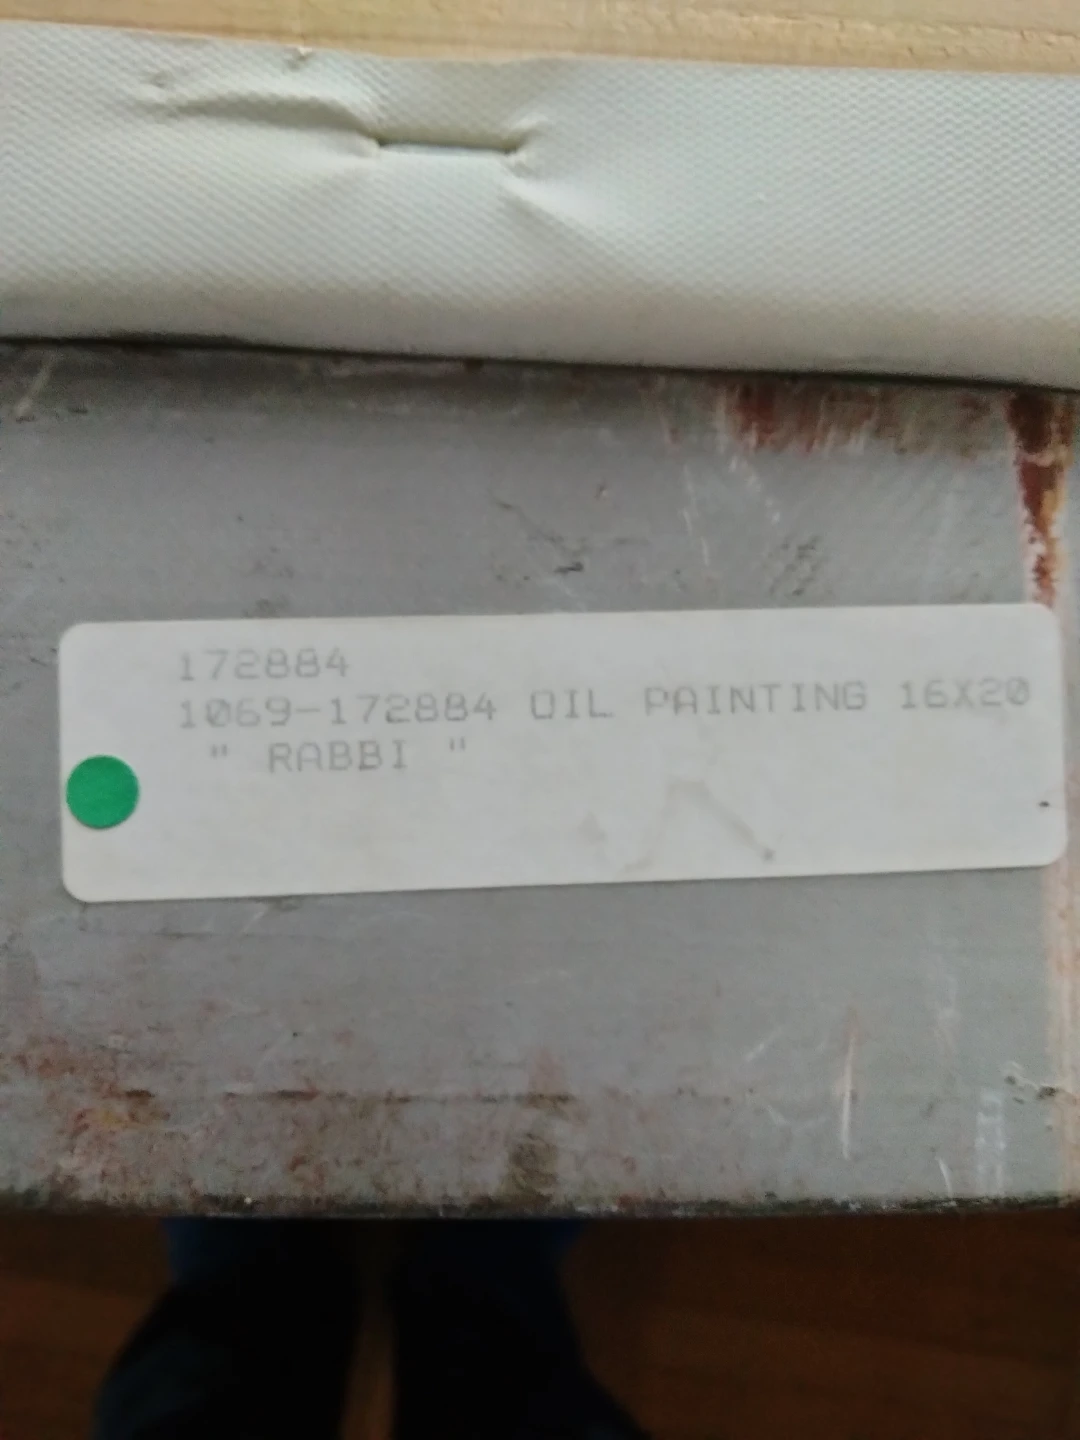 172884
1069-172884 OIL PAINTING 16X20
" RABBI "